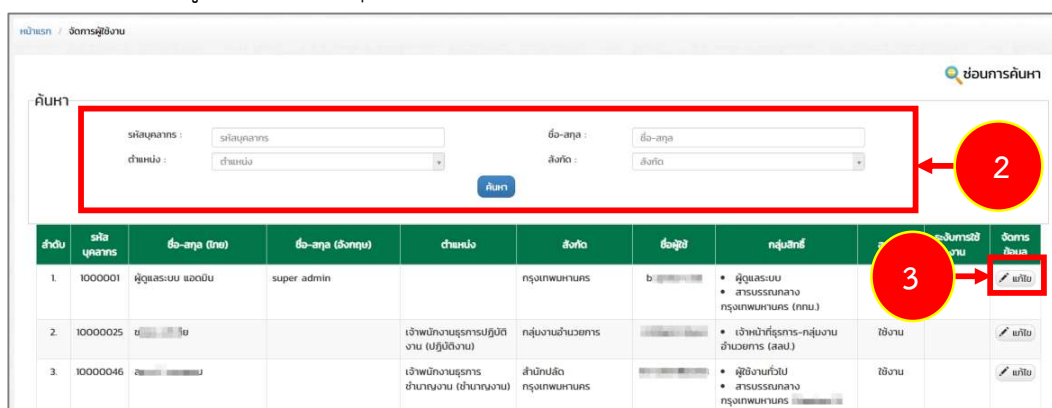 หน้าแรก / จัดการผู้ใช้งาน
ซ่อนการค้นหา
ค้นหา
รหัสบุคลากร : รหัสบุคลากร ชื่อ-สกุล : ชื่อ-สกุล
ตำแหน่ง : ตำแหน่ง สังกัด : สังกัด
2
ค้นหา
ลำดับ รหัสบุคลากร ชื่อ-สกุล (ไทย) ชื่อ-สกุล (อังกฤษ) ตำแหน่ง สังกัด ชื่อผู้ใช้ กลุ่มสิทธิ์ จัดการข้อมูล
3
1. 1000001 ผู้ดูแลระบบ แอดมิน super admin กรุงเทพมหานคร • ผู้ดูแลระบบ แก้ไข
• สารบรรณกลาง
กรุงเทพมหานคร (กทม.)
2. 10000025 เจ้าพนักงานธุรการปฏิบัติ กลุ่มงานอำนวยการ • เจ้าหน้าที่ธุรการ-กลุ่มงาน ใช้งาน แก้ไข
งาน (ปฏิบัติงาน) อำนวยการ (สลป.)
3. 10000046 เจ้าพนักงานธุรการ สำนักปลัด • ผู้ใช้งานทั่วไป ใช้งาน แก้ไข
ชำนาญงาน (ชำนาญงาน) กรุงเทพมหานคร • สารบรรณกลาง
กรุงเทพมหานคร